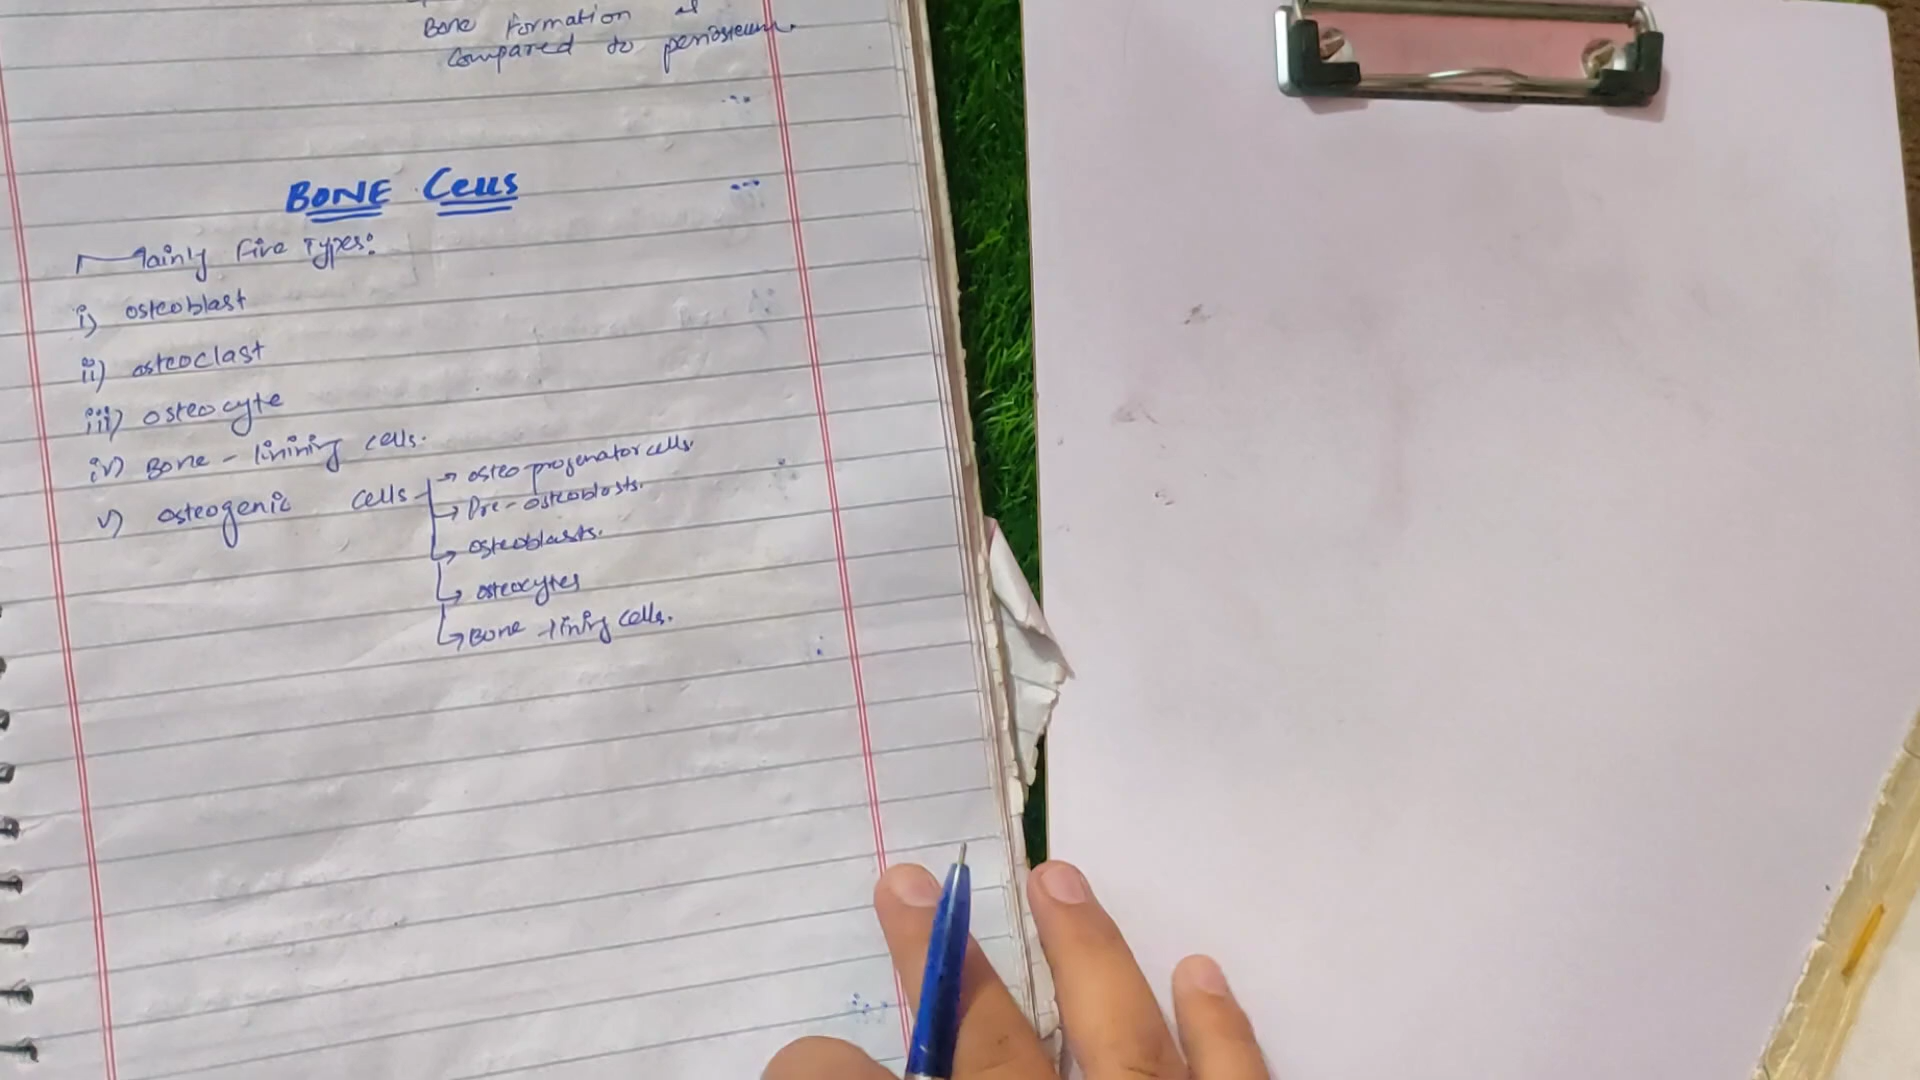 Bone formation
Compared to periosteum.
BONE Cells
Mainly Five Types:
i) osteoblast
ii) osteoclast
iii) osteocyte
iv) Bone - linining cells.
v) osteogenic cells → osteo progenator cells.
→ Pre-osteoblasts.
→ osteoblasts.
→ osteocytes
→ Bone -lining cells.